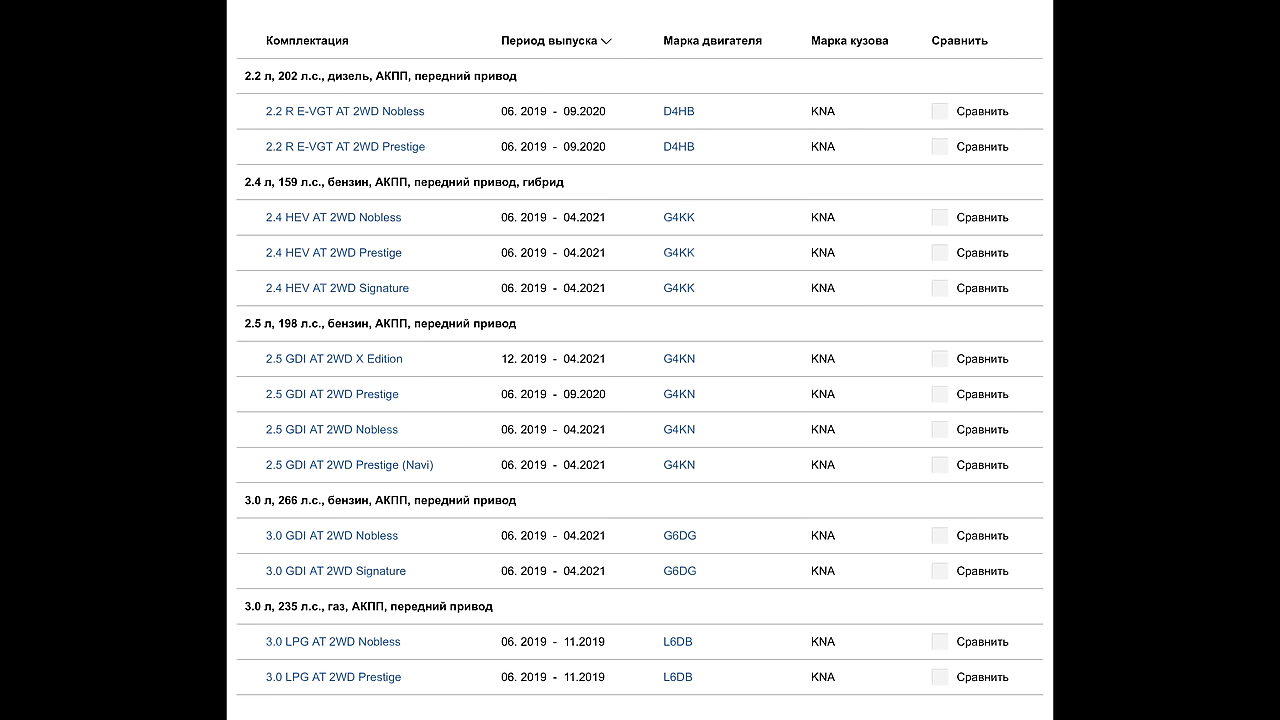 Комплектация Период выпуска Марка двигателя Марка кузова Сравнить
2.2 л, 202 л.с., дизель, АКПП, передний привод
2.2 R E-VGT AT 2WD Nobless 06. 2019 - 09.2020 D4HB KNA Сравнить
2.2 R E-VGT AT 2WD Prestige 06. 2019 - 09.2020 D4HB KNA Сравнить
2.4 л, 159 л.с., бензин, АКПП, передний привод, гибрид
2.4 HEV AT 2WD Nobless 06. 2019 - 04.2021 G4KK KNA Сравнить
2.4 HEV AT 2WD Prestige 06. 2019 - 04.2021 G4KK KNA Сравнить
2.4 HEV AT 2WD Signature 06. 2019 - 04.2021 G4KK KNA Сравнить
2.5 л, 198 л.с., бензин, АКПП, передний привод
2.5 GDI AT 2WD X Edition 12. 2019 - 04.2021 G4KN KNA Сравнить
2.5 GDI AT 2WD Prestige 06. 2019 - 09.2020 G4KN KNA Сравнить
2.5 GDI AT 2WD Nobless 06. 2019 - 04.2021 G4KN KNA Сравнить
2.5 GDI AT 2WD Prestige (Navi) 06. 2019 - 04.2021 G4KN KNA Сравнить
3.0 л, 266 л.с., бензин, АКПП, передний привод
3.0 GDI AT 2WD Nobless 06. 2019 - 04.2021 G6DG KNA Сравнить
3.0 GDI AT 2WD Signature 06. 2019 - 04.2021 G6DG KNA Сравнить
3.0 л, 235 л.с., газ, АКПП, передний привод
3.0 LPG AT 2WD Nobless 06. 2019 - 11.2019 L6DB KNA Сравнить
3.0 LPG AT 2WD Prestige 06. 2019 - 11.2019 L6DB KNA Сравнить